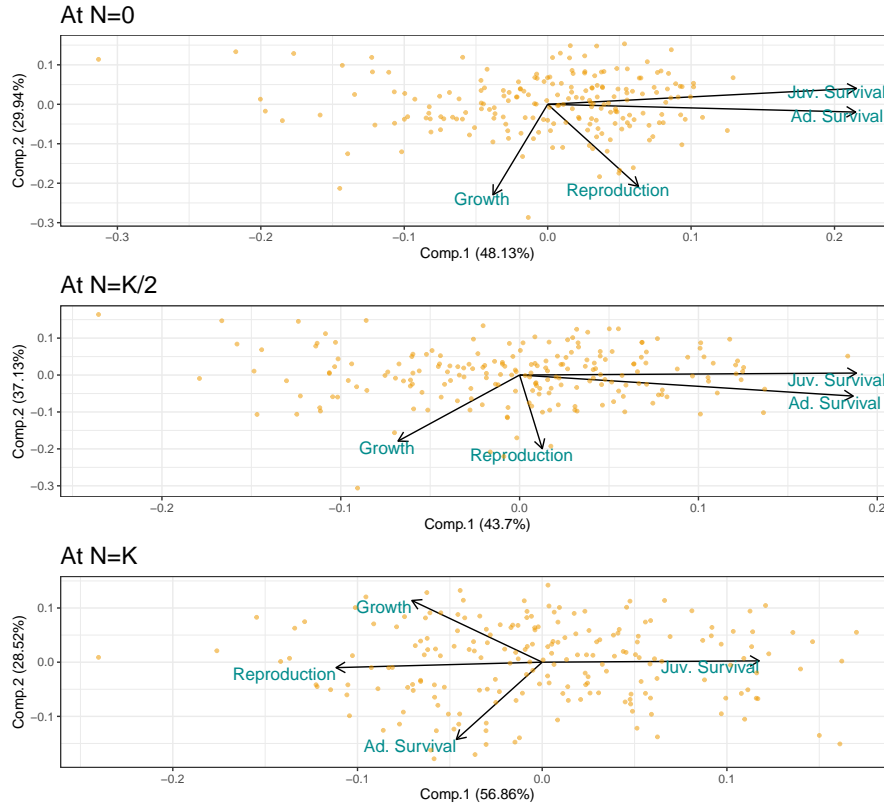 At N=0
Comp.2 (29.94%)
0.1
0.0
−0.1
−0.2
−0.3
Juv. Survival
Ad. Survival
Growth
Reproduction
−0.3 −0.2 −0.1 0.0 0.1 0.2
Comp.1 (48.13%)
At N=K/2
Comp.2 (37.13%)
0.1
0.0
−0.1
−0.2
−0.3
Juv. Survival
Ad. Survival
Growth
Reproduction
−0.2 −0.1 0.0 0.1 0.2
Comp.1 (43.7%)
At N=K
Comp.2 (28.52%)
0.1
0.0
−0.1
Growth
Reproduction
Juv. Survival
Ad. Survival
−0.2 −0.1 0.0 0.1
Comp.1 (56.86%)